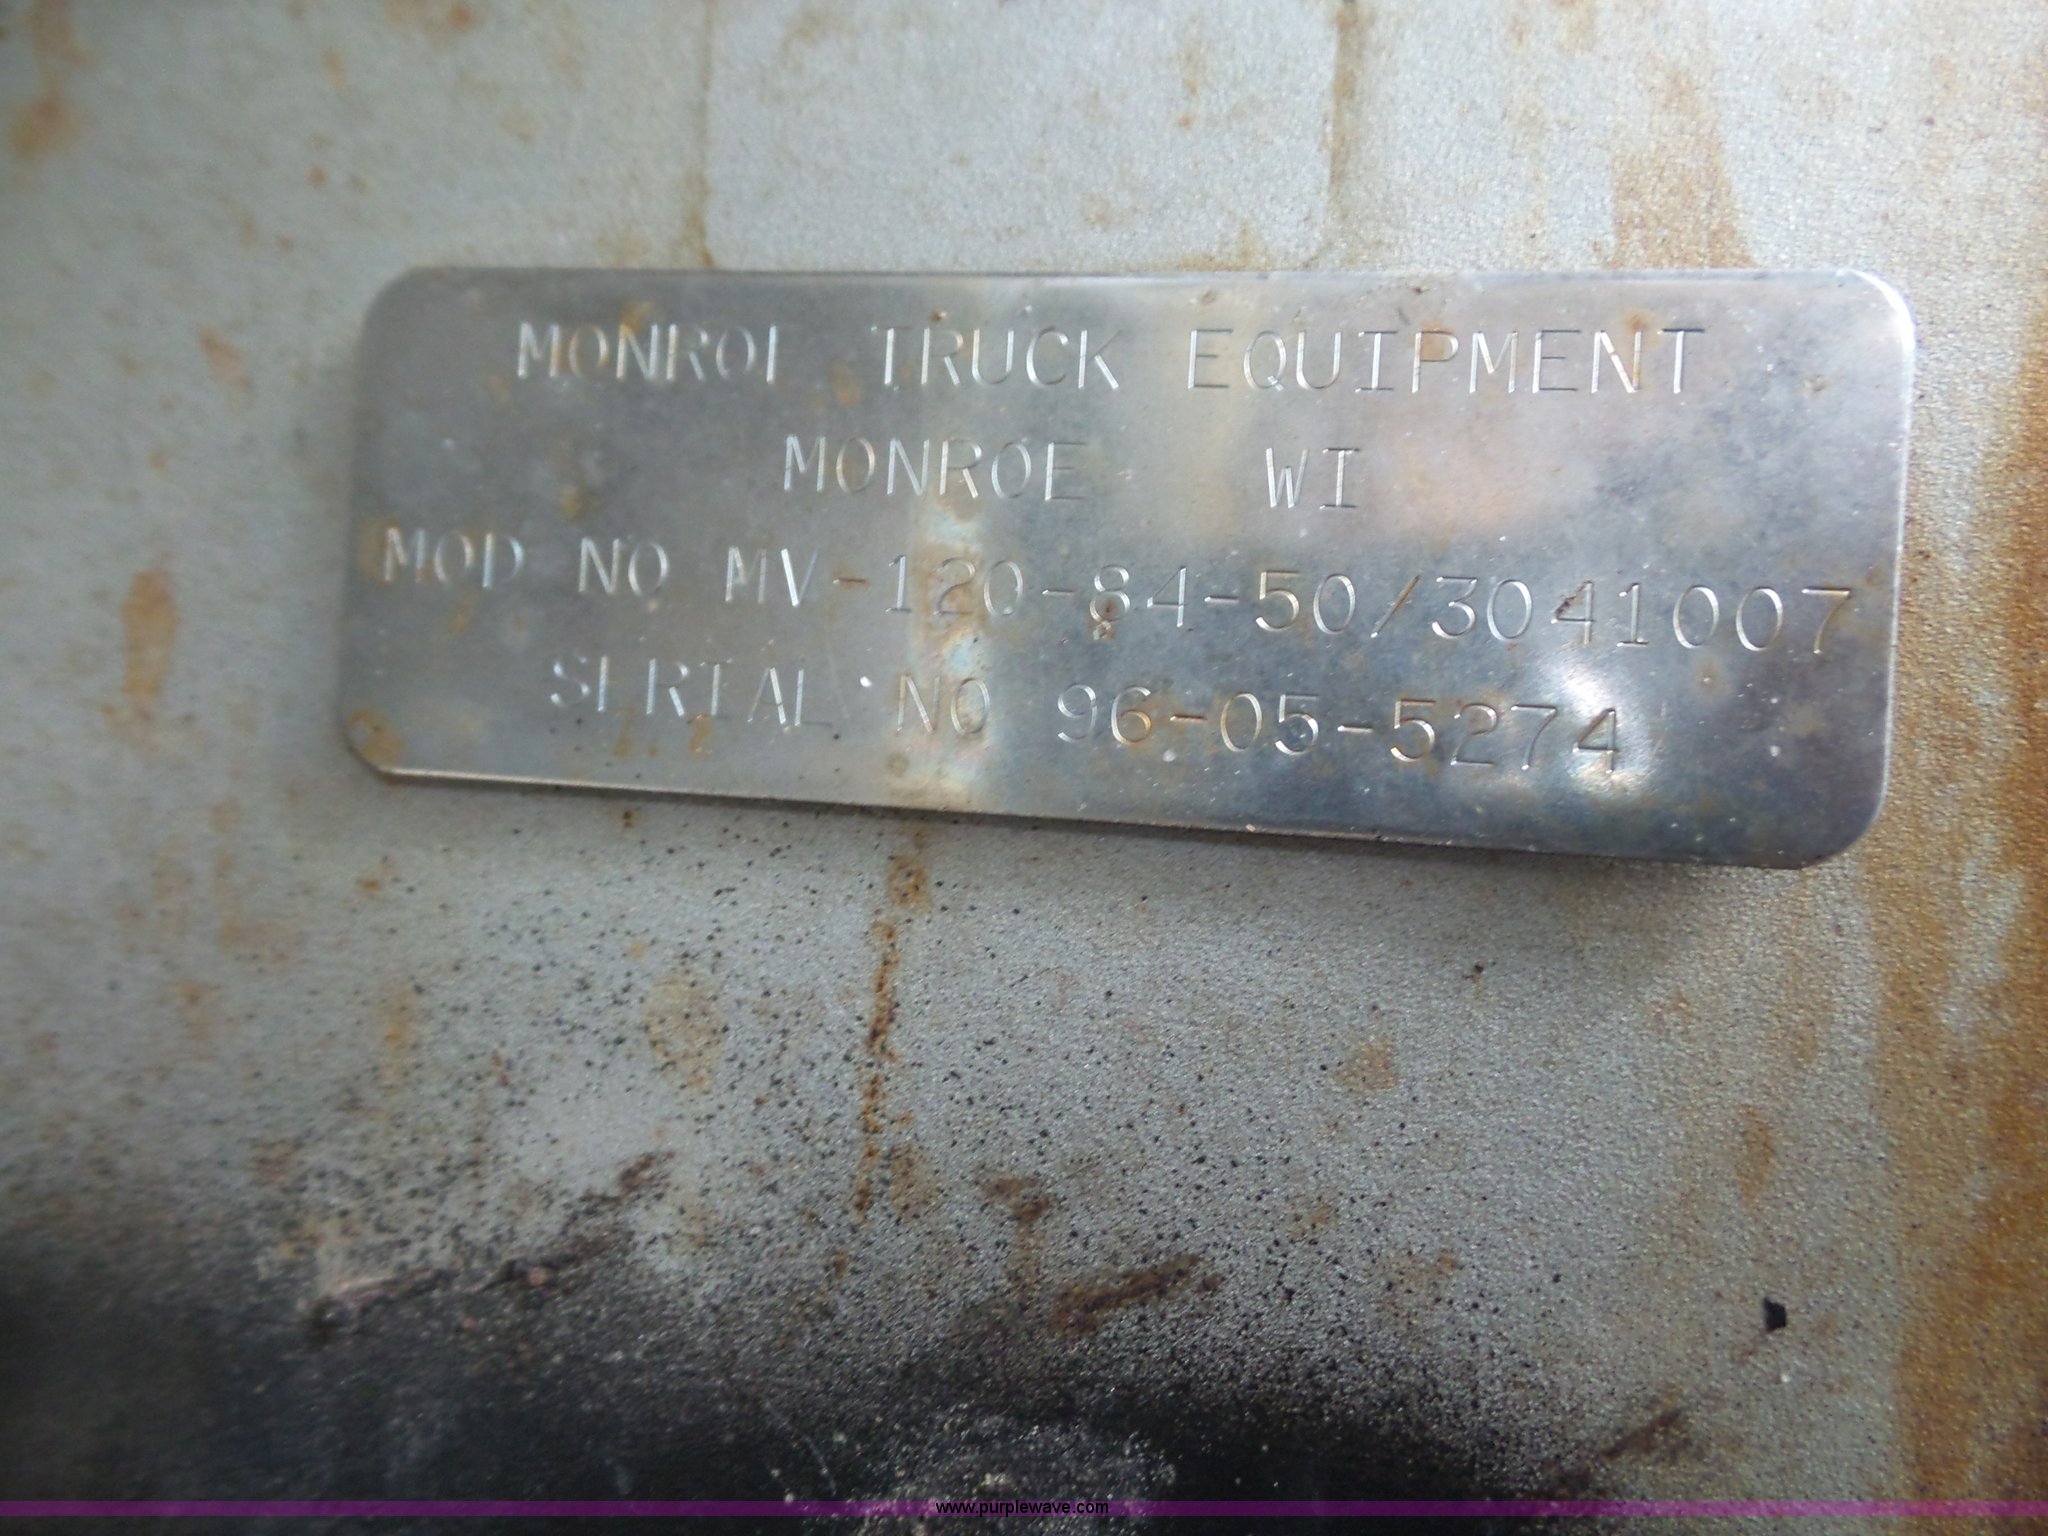 MONROE TRUCK EQUIPMENT
MONROE WI
MOD NO MV-120-84-50/3041007
SERIAL NO 96-05-5274
www.purplewave.com